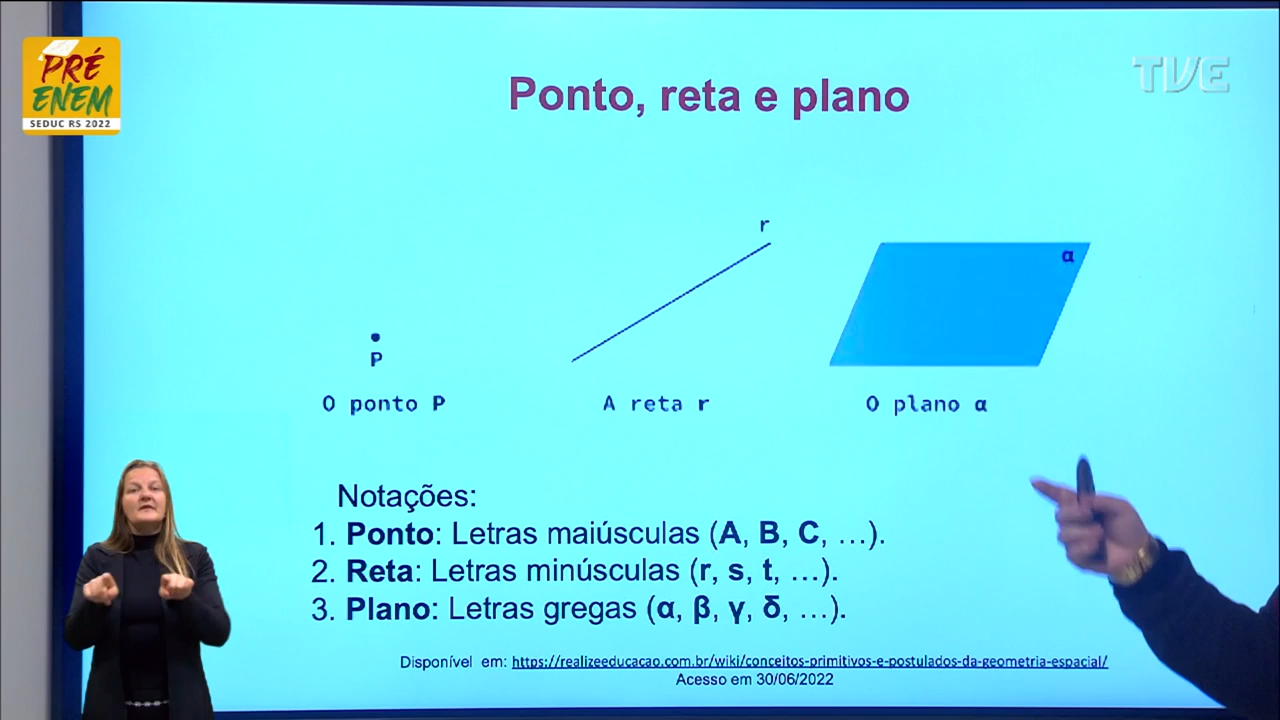 PRÉ
ENEM
SEDUC RS 2022
TVE
Ponto, reta e plano
r
α
P
O ponto P
A reta r
O plano α
Notações:
1. Ponto: Letras maiúsculas (A, B, C, …).
2. Reta: Letras minúsculas (r, s, t, …).
3. Plano: Letras gregas (α, β, γ, δ, …).
Disponível em: https://realizeeducacao.com.br/wiki/conceitos-primitivos-e-postulados-da-geometria-espacial/
Acesso em 30/06/2022